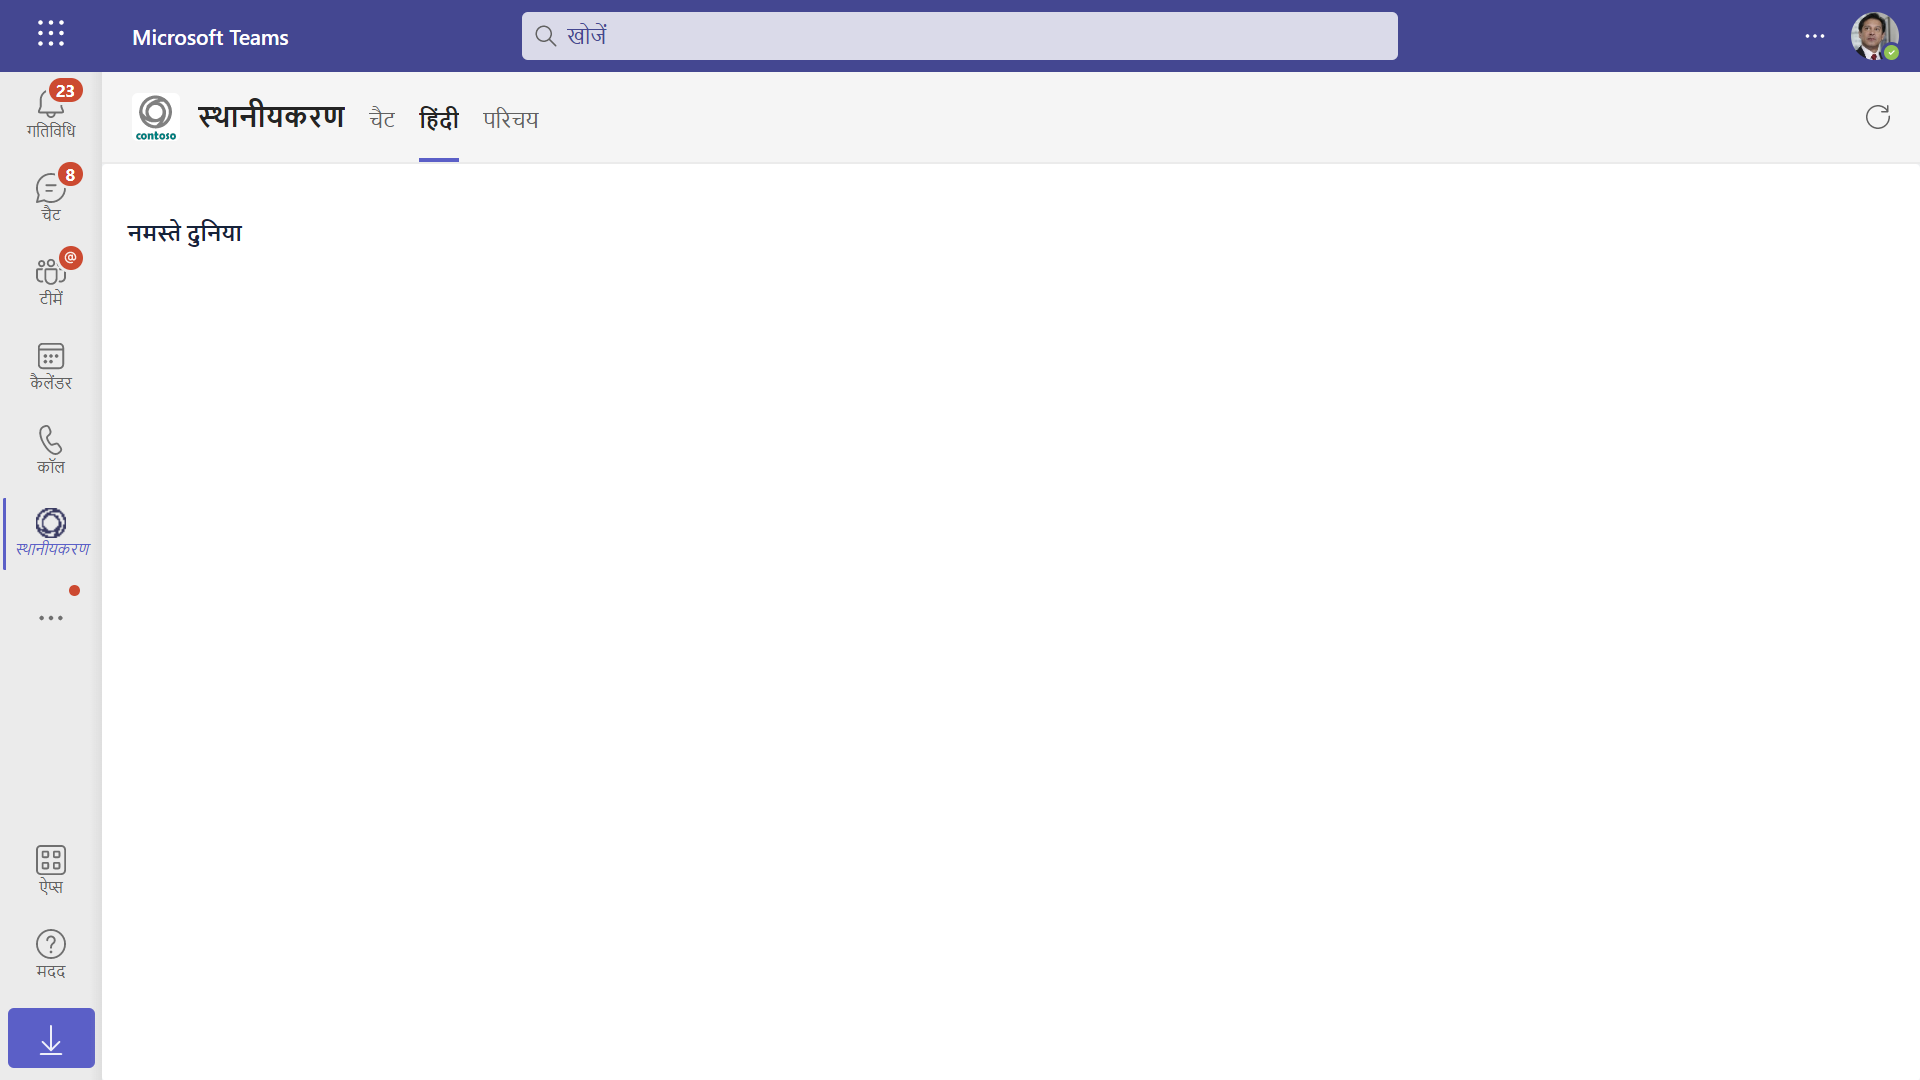 Microsoft Teams
खोजें
23
गतिविधि
8
चैट
@
टीमें
कैलेंडर
कॉल
स्थानीयकरण
ऐप्स
मदद
contoso
स्थानीयकरण चैट हिंदी परिचय
नमस्ते दुनिया